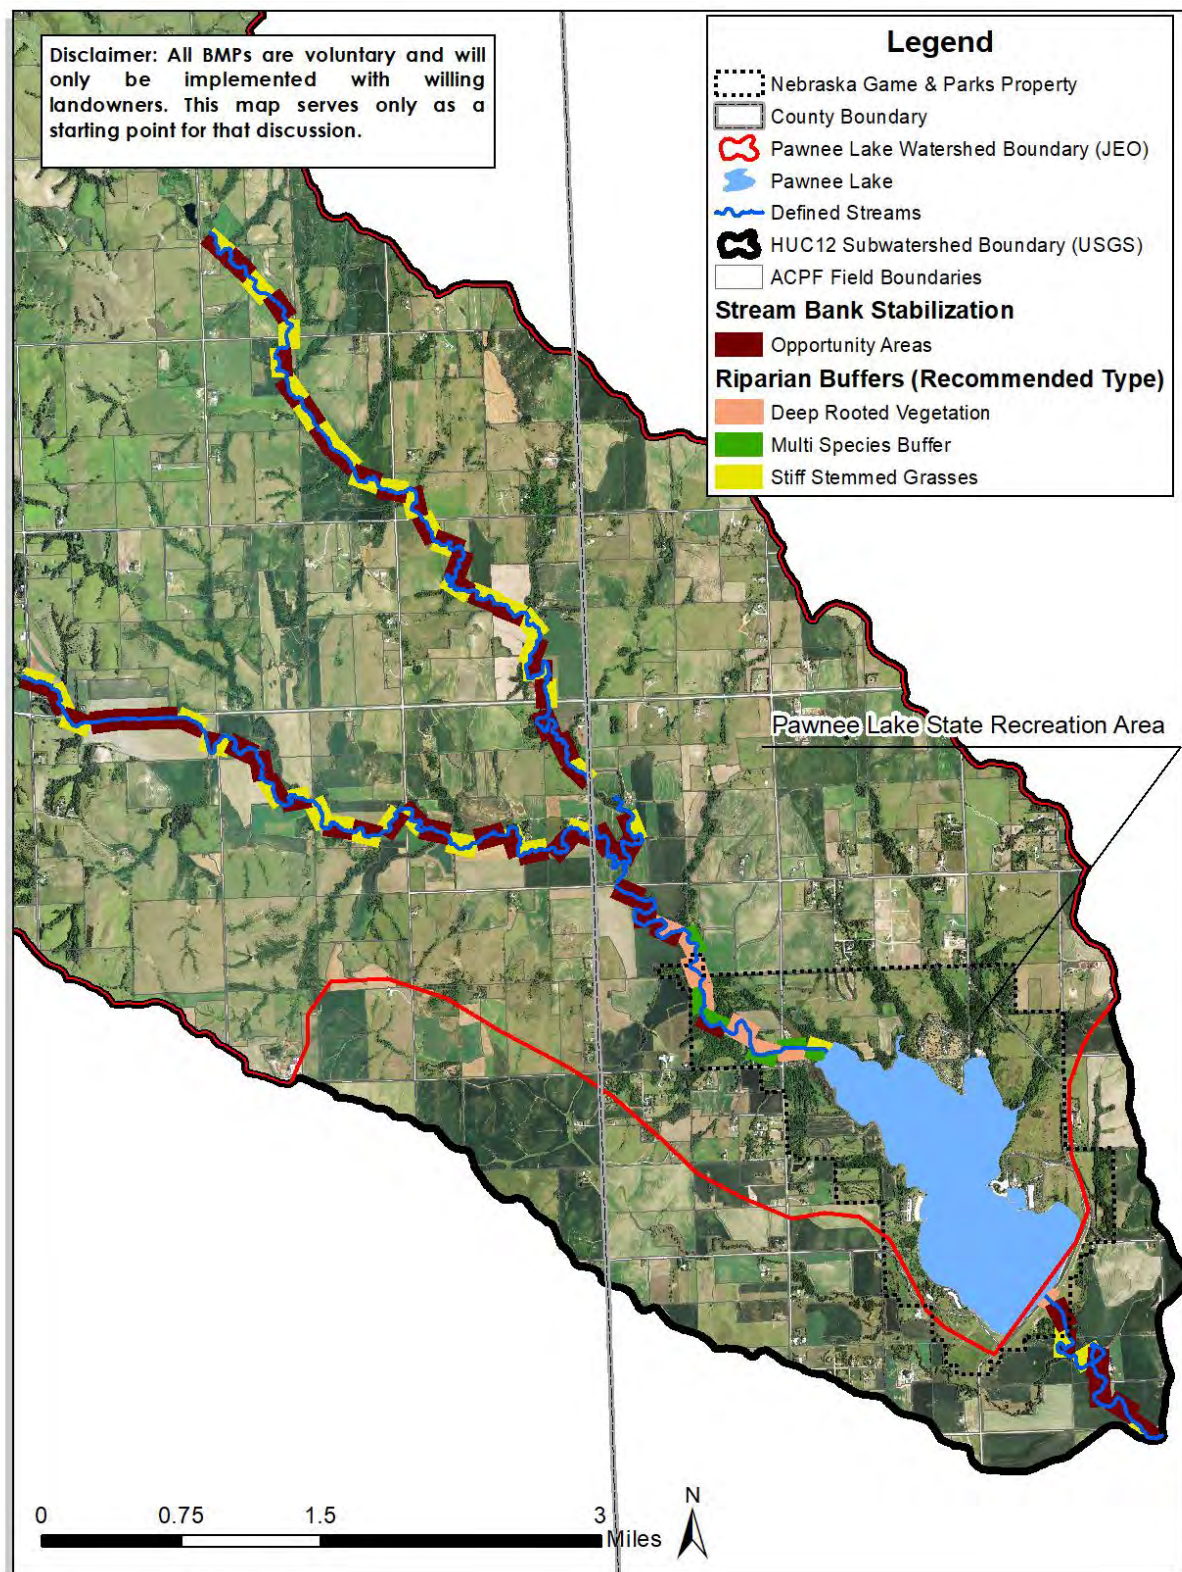 Disclaimer: All BMPs are voluntary and will
only be implemented with willing
landowners. This map serves only as a
starting point for that discussion.
Legend
Nebraska Game & Parks Property
County Boundary
Pawnee Lake Watershed Boundary (JEO)
Pawnee Lake
Defined Streams
HUC12 Subwatershed Boundary (USGS)
ACPF Field Boundaries
Stream Bank Stabilization
Opportunity Areas
Riparian Buffers (Recommended Type)
Deep Rooted Vegetation
Multi Species Buffer
Stiff Stemmed Grasses
Pawnee Lake State Recreation Area
0 0.75 1.5 3
Miles
N